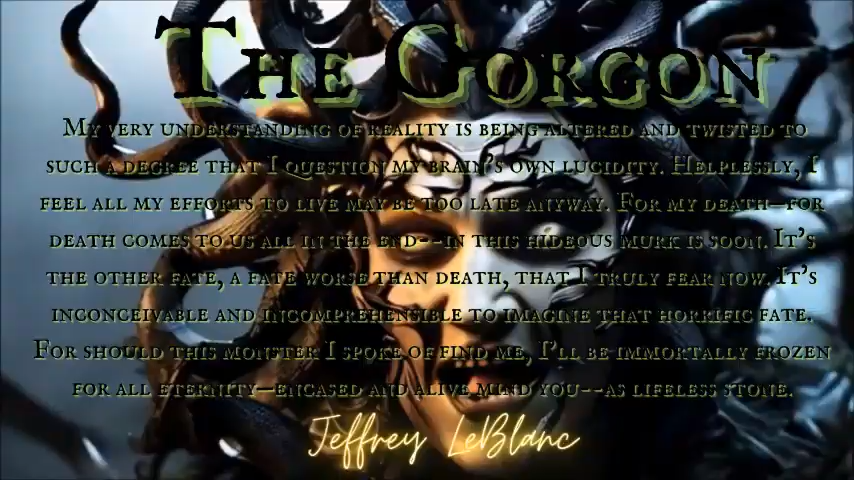 The Gorgon
My very understanding of reality is being altered and twisted to
such a degree that I question my brain's own lucidity. Helplessly, I
feel all my efforts to live may be too late anyway. For my death—for
death comes to us all in the end--in this hideous murk is soon. It's
the other fate, a fate worse than death, that I truly fear now. It's
inconceivable and incomprehensible to imagine that horrific fate.
For should this monster I spoke of find me, I'll be immortally frozen
for all eternity—encased and alive mind you--as lifeless stone.
Jeffrey LeBlanc